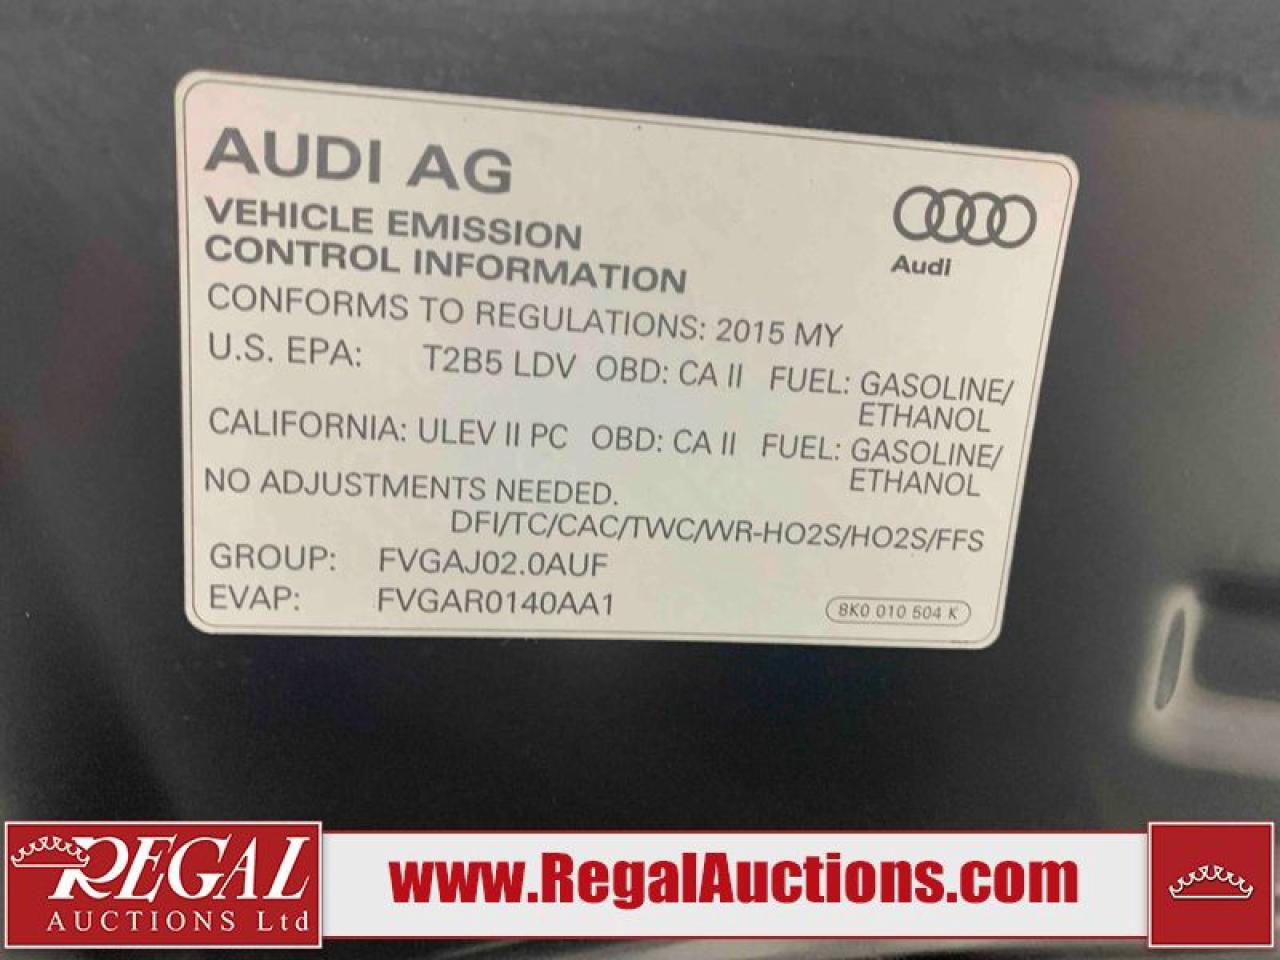 AUDI AG
VEHICLE EMISSION
CONTROL INFORMATION
Audi
CONFORMS TO REGULATIONS: 2015 MY
U.S. EPA: T2B5 LDV OBD: CA II FUEL: GASOLINE/
ETHANOL
CALIFORNIA: ULEV II PC OBD: CA II FUEL: GASOLINE/
ETHANOL
NO ADJUSTMENTS NEEDED.
DFI/TC/CAC/TWC/WR-HO2S/HO2S/FFS
GROUP: FVGAJ02.0AUF
EVAP: FVGAR0140AA1
8K0 010 504 K
REGAL
AUCTIONS Ltd
www.RegalAuctions.com